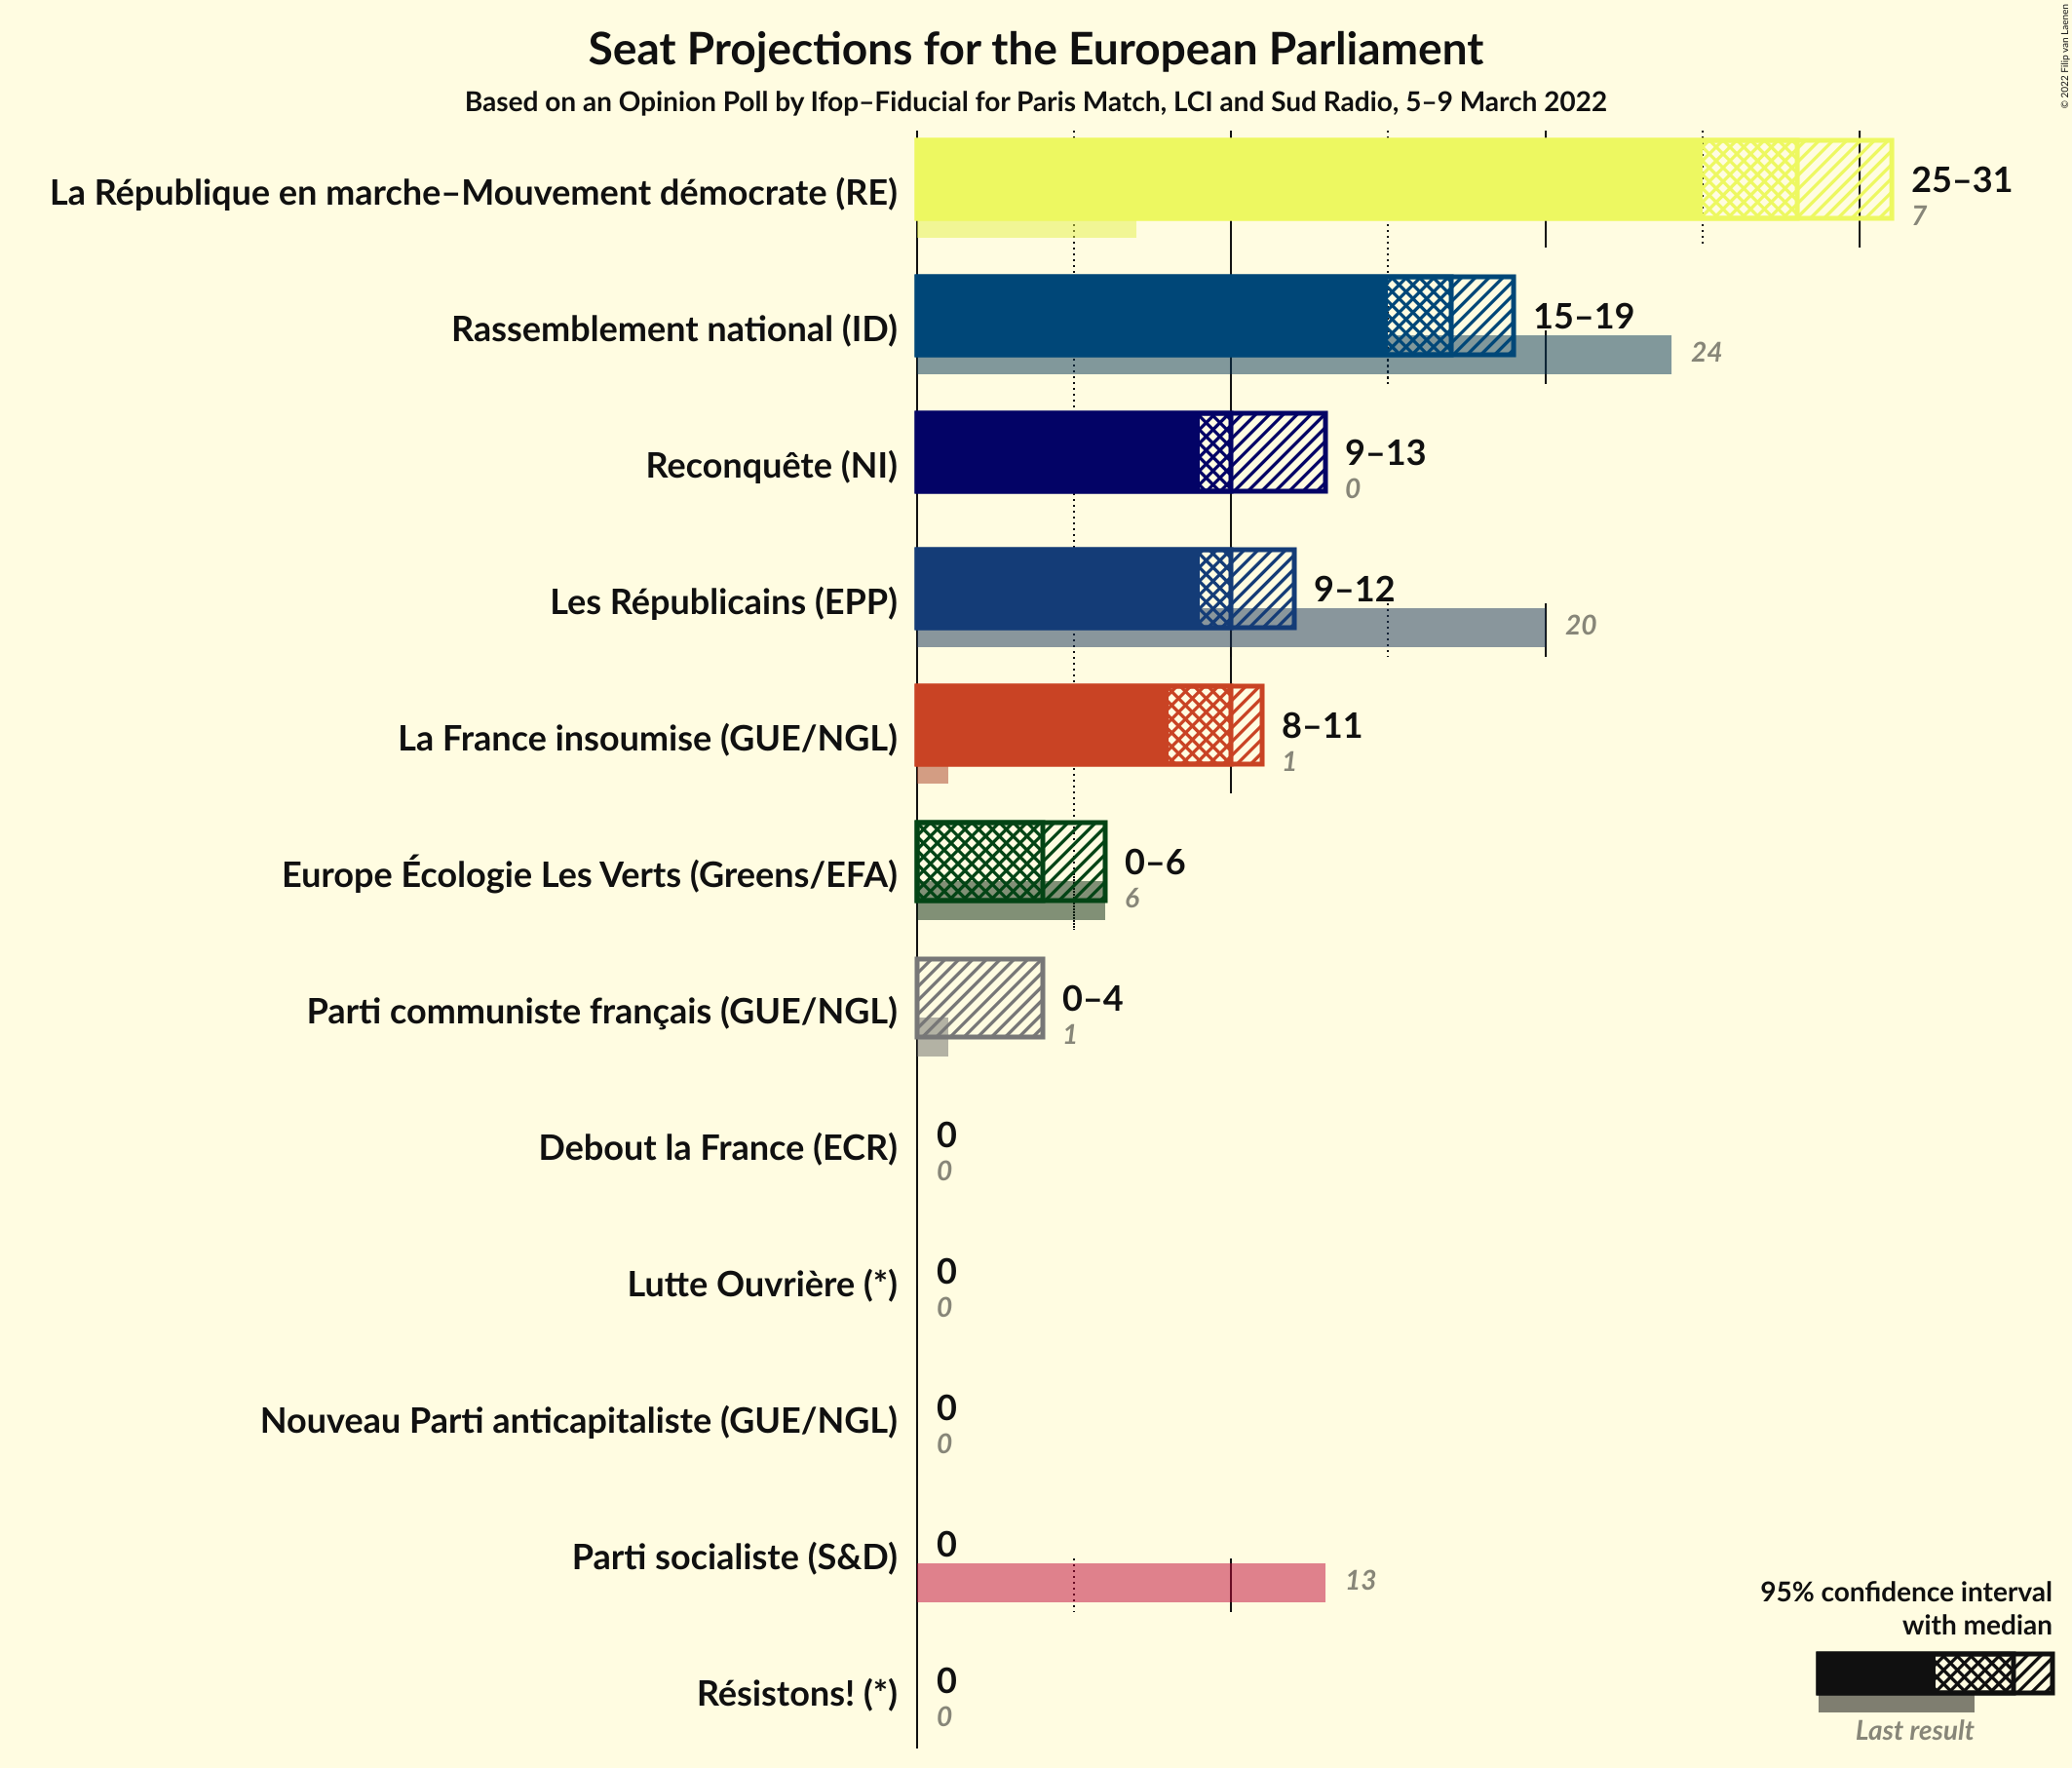 Seat Projections for the European Parliament
Based on an Opinion Poll by Ifop–Fiducial for Paris Match, LCI and Sud Radio, 5–9 March 2022
© 2022 Filip van Laenen
La République en marche–Mouvement démocrate (RE)
25–31
7
Rassemblement national (ID)
15–19
24
Reconquête (NI)
9–13
0
Les Républicains (EPP)
9–12
20
La France insoumise (GUE/NGL)
8–11
1
Europe Écologie Les Verts (Greens/EFA)
0–6
6
Parti communiste français (GUE/NGL)
0–4
1
Debout la France (ECR)
0
0
Lutte Ouvrière (*)
0
0
Nouveau Parti anticapitaliste (GUE/NGL)
0
0
Parti socialiste (S&D)
0
13
Résistons! (*)
0
0
95% confidence interval
with median
Last result